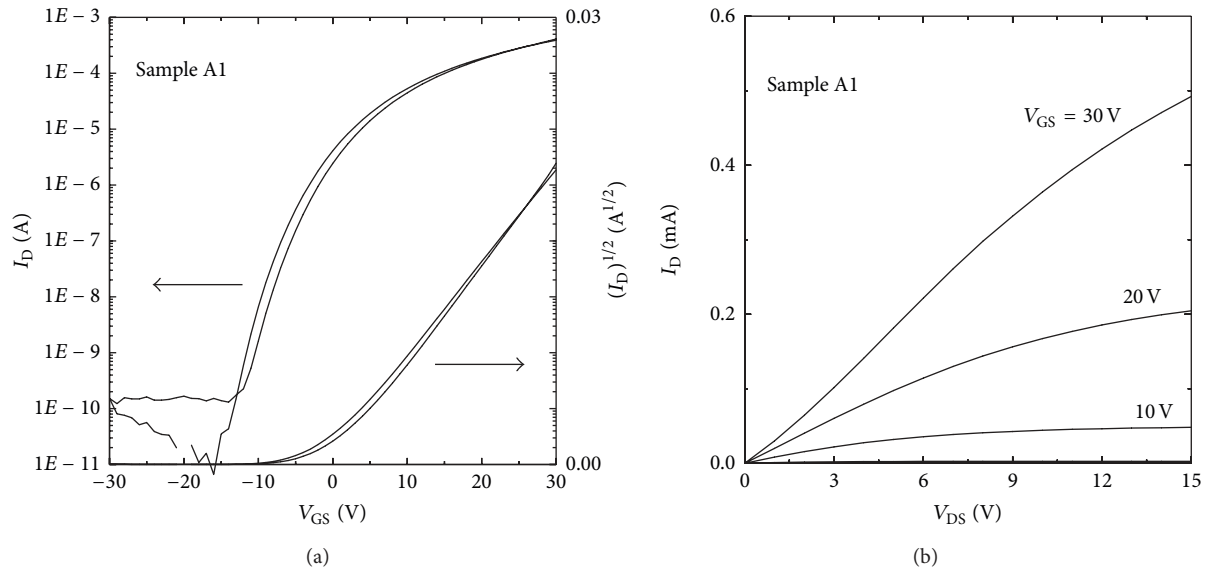 Sample A1
1E − 3
1E − 4
1E − 5
1E − 6
1E − 7
1E − 8
1E − 9
1E − 10
1E − 11
I_D (A)
−30
−20
−10
0
10
20
30
V_GS (V)
0.03
0.00
(I_D)^1/2 (A^1/2)
(a)
Sample A1
V_GS = 30 V
20 V
10 V
0.6
0.4
0.2
0.0
I_D (mA)
0
3
6
9
12
15
V_DS (V)
(b)